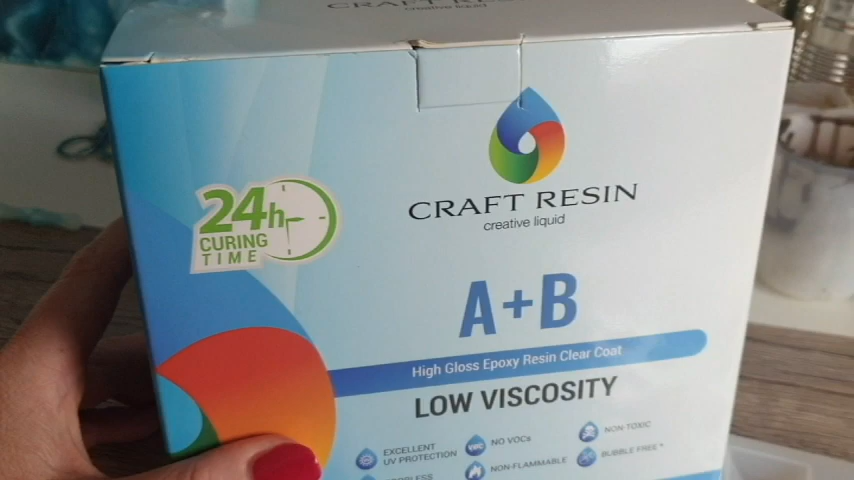 CRAFT RESIN
creative liquid
24h
CURING
TIME
CRAFT RESIN
creative liquid
A+B
High Gloss Epoxy Resin Clear Coat
LOW VISCOSITY
EXCELLENT
UV PROTECTION
NO VOCs
NON-TOXIC
ODORLESS
NON-FLAMMABLE
BUBBLE FREE*